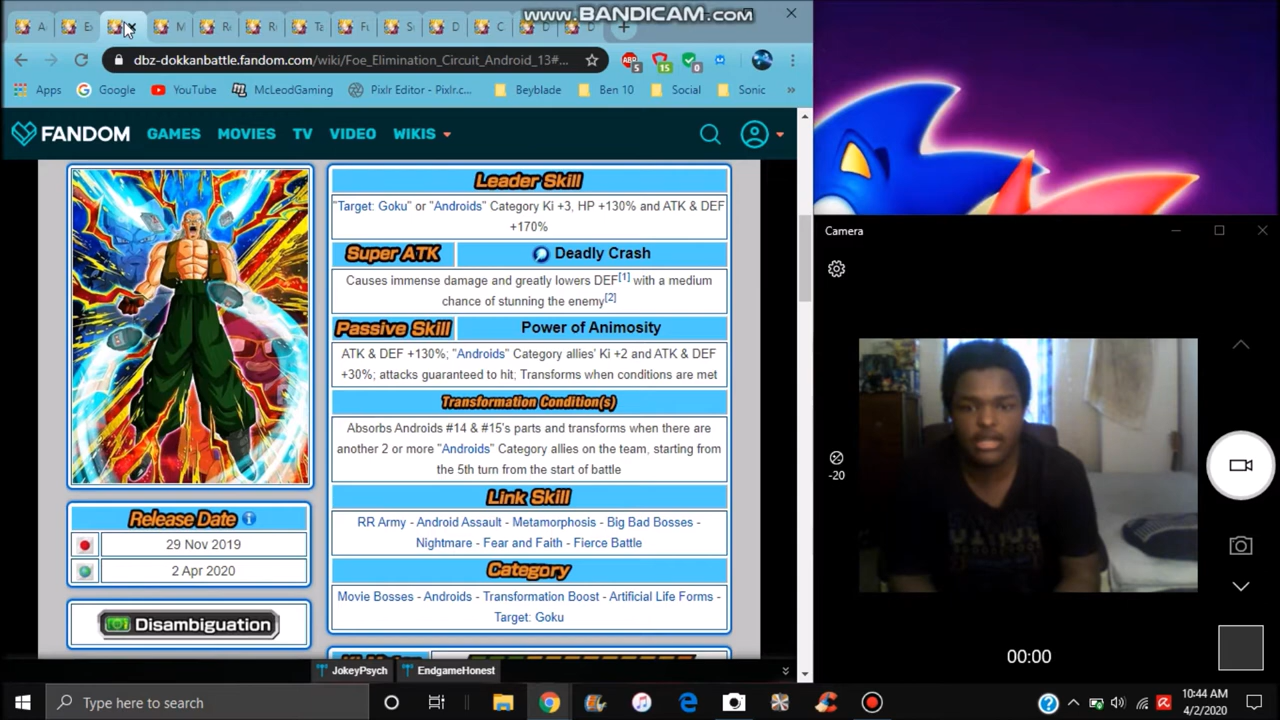 www.BANDICAM.com
A
E
M
R
R
T
F
S
D
C
D
D
dbz-dokkanbattle.fandom.com/wiki/Foe_Elimination_Circuit_Android_13#...
5
15
0
Apps
Google
YouTube
McLeodGaming
Pixlr Editor - Pixlr.c...
Beyblade
Ben 10
Social
Sonic
FANDOM
GAMES
MOVIES
TV
VIDEO
WIKIS
Leader Skill
"Target: Goku" or "Androids" Category Ki +3, HP +130% and ATK & DEF
+170%
Super ATK
Deadly Crash
Causes immense damage and greatly lowers DEF[1] with a medium
chance of stunning the enemy[2]
Passive Skill
Power of Animosity
ATK & DEF +130%; "Androids" Category allies' Ki +2 and ATK & DEF
+30%; attacks guaranteed to hit; Transforms when conditions are met
Transformation Condition(s)
Absorbs Androids #14 & #15's parts and transforms when there are
another 2 or more "Androids" Category allies on the team, starting from
the 5th turn from the start of battle
Link Skill
RR Army - Android Assault - Metamorphosis - Big Bad Bosses -
Nightmare - Fear and Faith - Fierce Battle
Category
Movie Bosses - Androids - Transformation Boost - Artificial Life Forms -
Target: Goku
Release Date
29 Nov 2019
2 Apr 2020
Disambiguation
JokeyPsych
EndgameHonest
Camera
-20
00:00
Type here to search
10:44 AM
4/2/2020